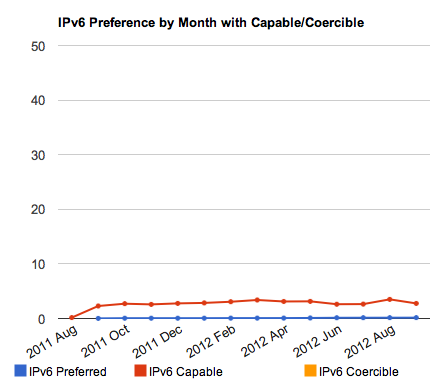 IPv6 Preference by Month with Capable/Coercible
50
40
30
20
10
0
2011 Aug
2011 Oct
2011 Dec
2012 Feb
2012 Apr
2012 Jun
2012 Aug
IPv6 Preferred
IPv6 Capable
IPv6 Coercible